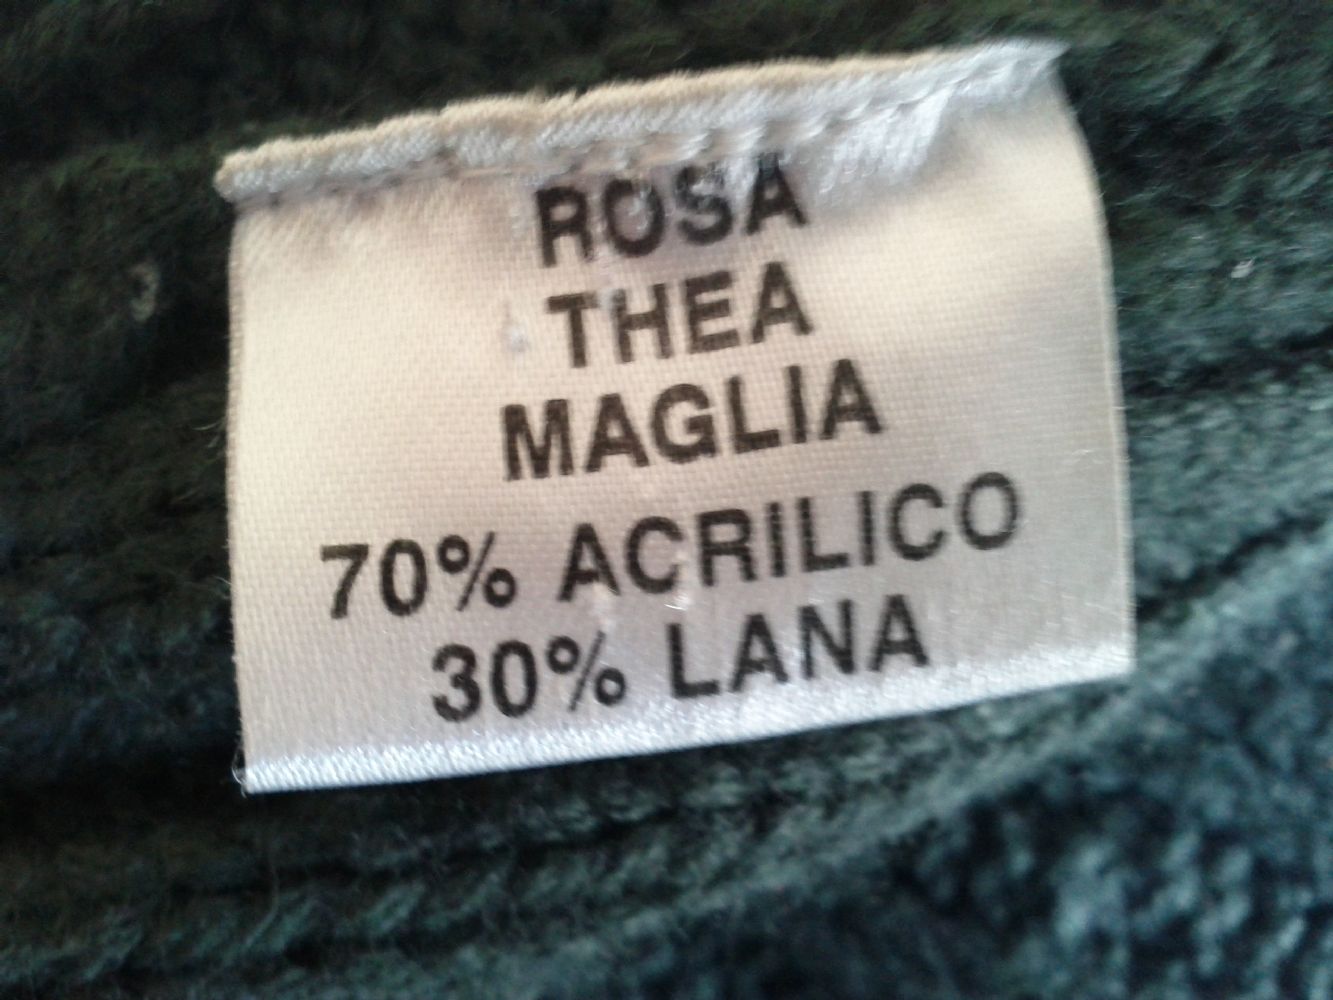 ROSA
THEA
MAGLIA
70% ACRILICO
30% LANA